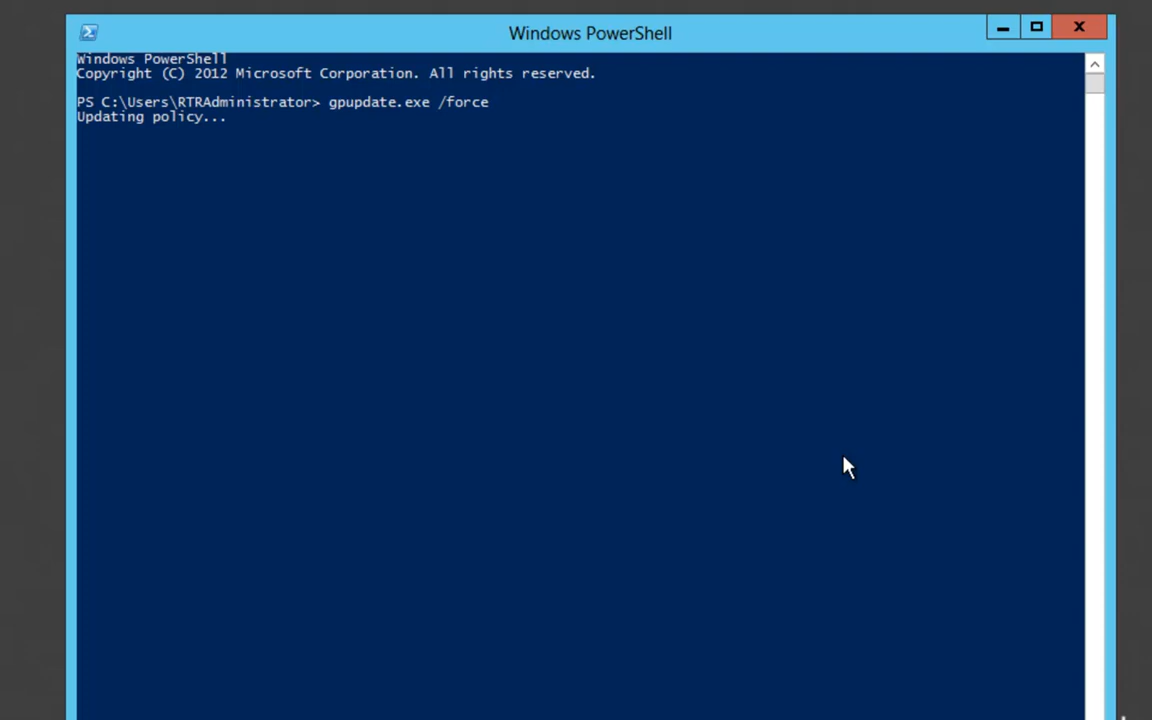 Windows PowerShell
Windows PowerShell
Copyright (C) 2012 Microsoft Corporation. All rights reserved.
PS C:\Users\RTRAdministrator> gpupdate.exe /force
Updating policy...